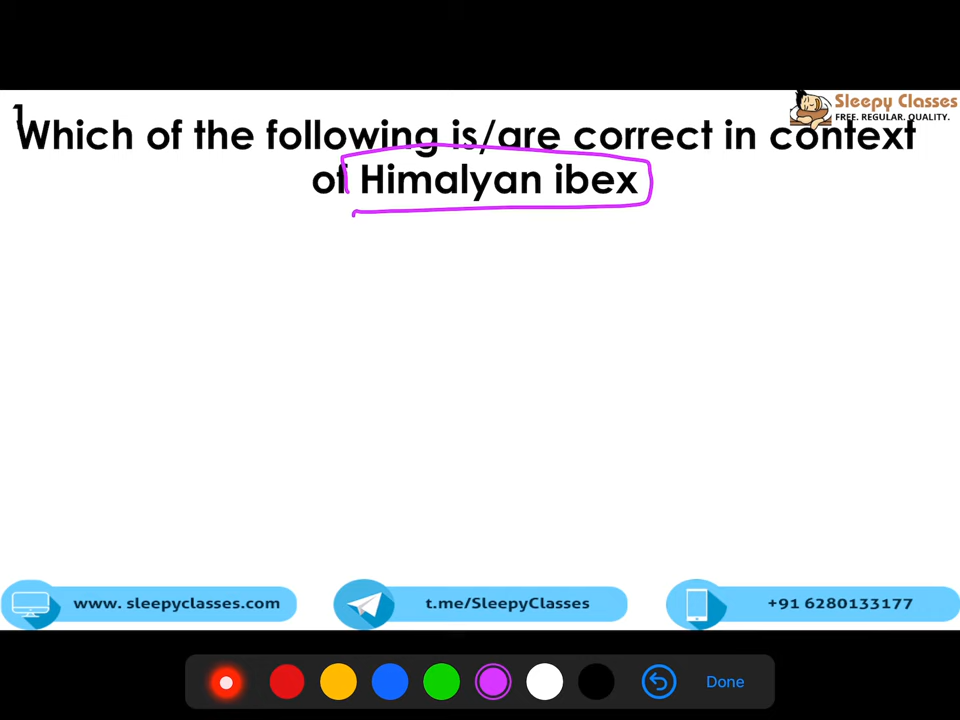 1
Sleepy Classes
FREE. REGULAR. QUALITY.
Which of the following is/are correct in context
of Himalyan ibex
www. sleepyclasses.com
t.me/SleepyClasses
+91 6280133177
Done